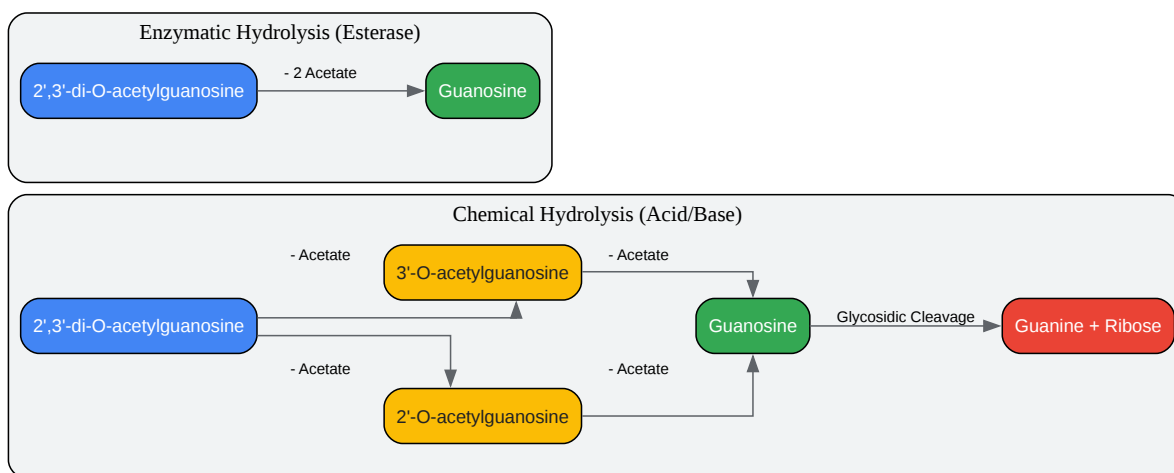 Enzymatic Hydrolysis (Esterase)
2',3'-di-O-acetylguanosine
- 2 Acetate
Guanosine
Chemical Hydrolysis (Acid/Base)
- Acetate
3'-O-acetylguanosine
- Acetate
2',3'-di-O-acetylguanosine
Guanosine
Glycosidic Cleavage
Guanine + Ribose
- Acetate
- Acetate
2'-O-acetylguanosine